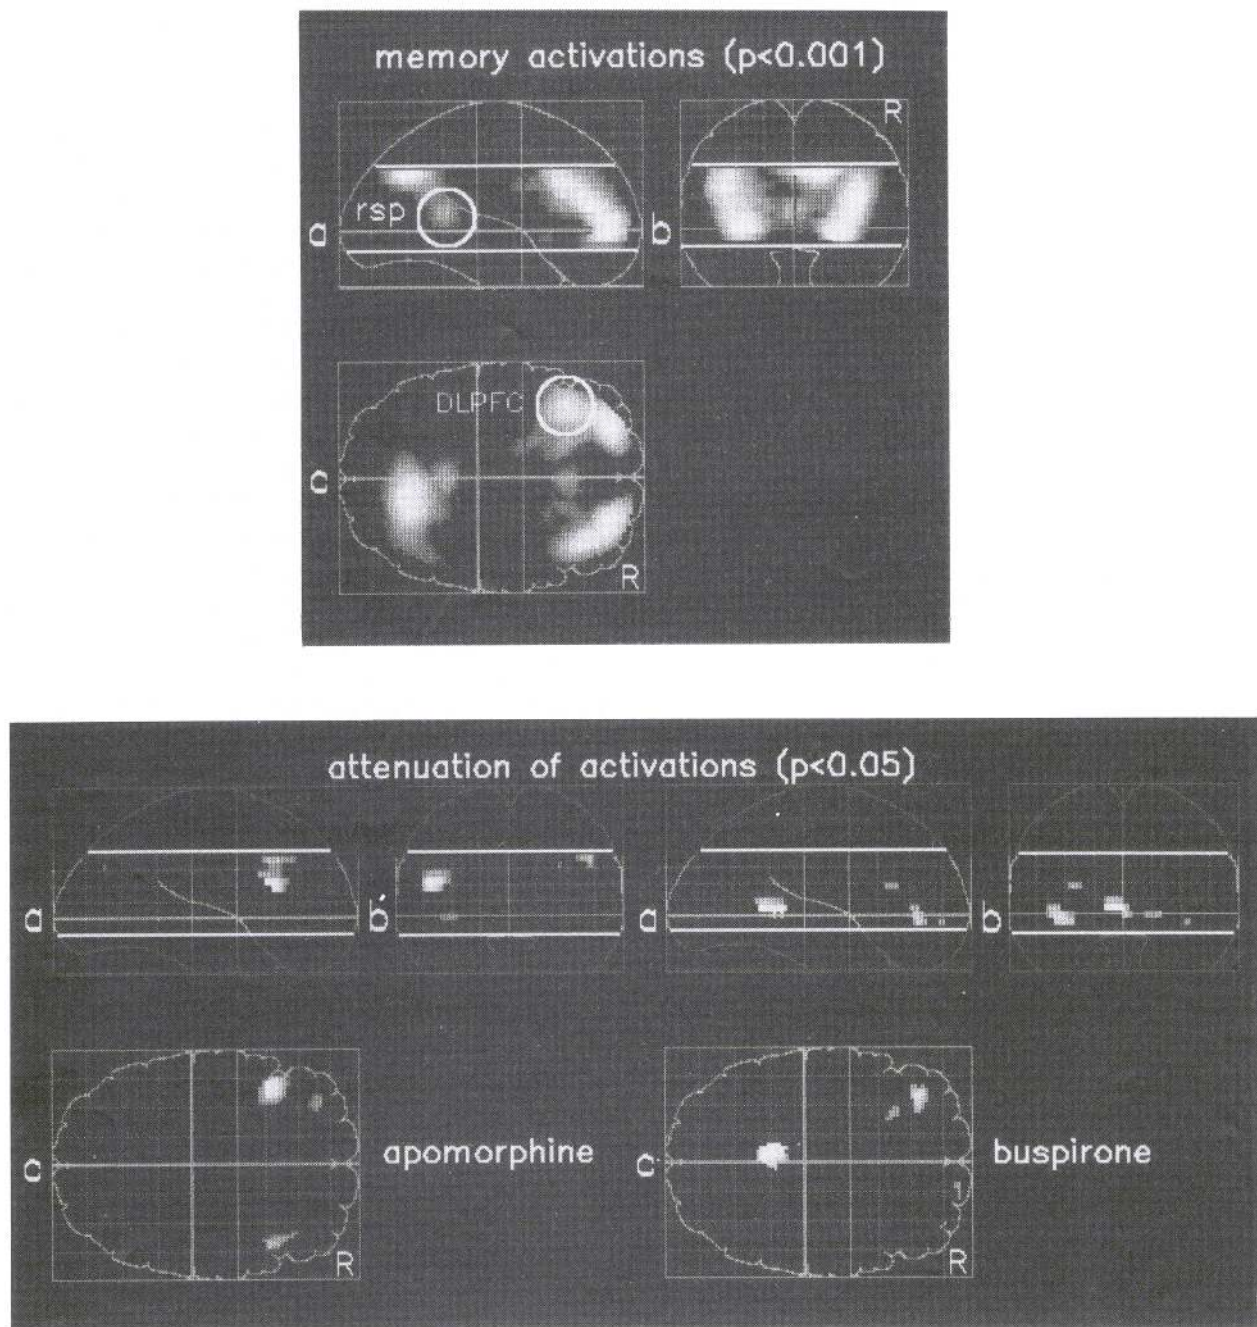 memory activations (p<0.001)
R
rsp
a
b
DLPFC
c
R
attenuation of activations (p<0.05)
a
b
a
b
apomorphine
buspirone
c
c
R
R